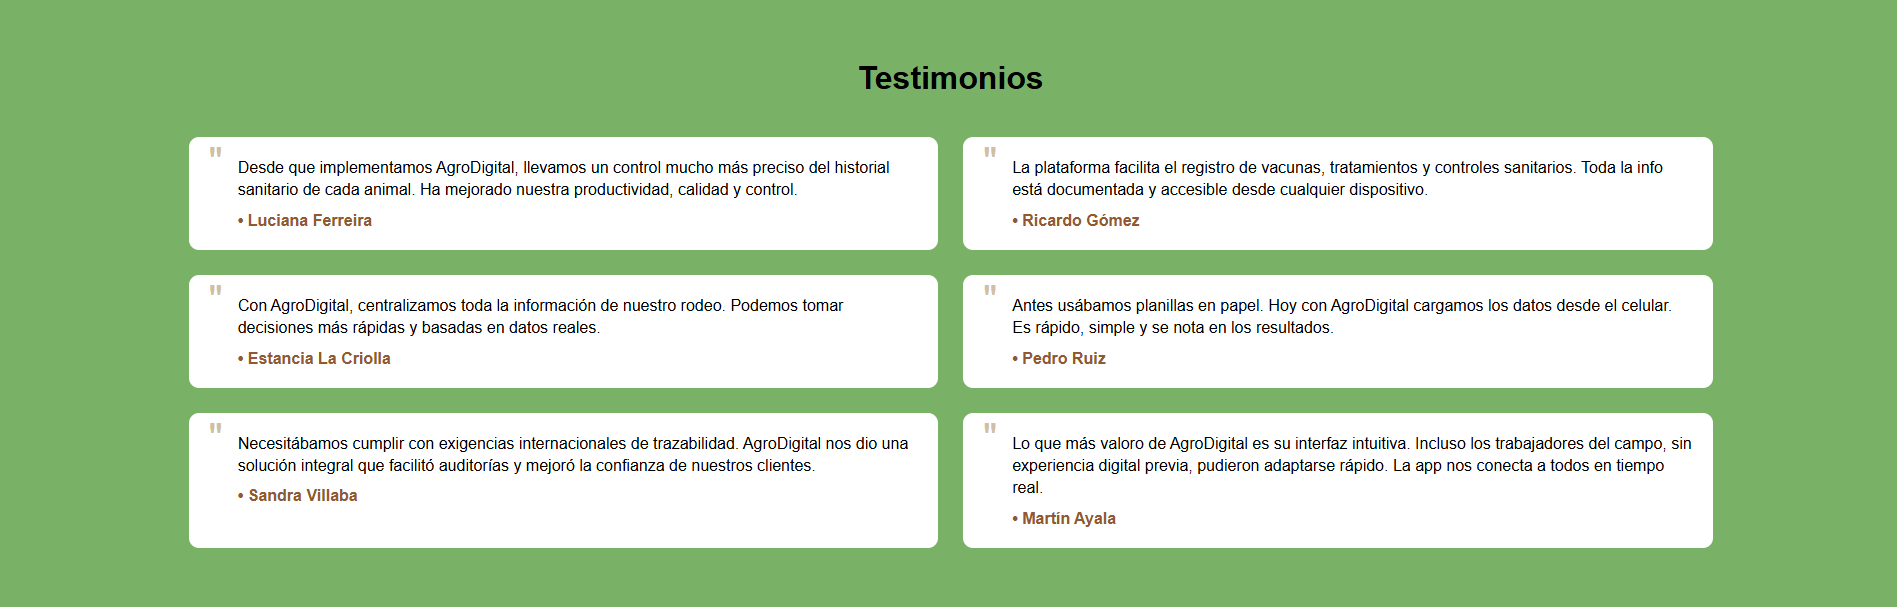 Testimonios
"
Desde que implementamos AgroDigital, llevamos un control mucho más preciso del historial
sanitario de cada animal. Ha mejorado nuestra productividad, calidad y control.
• Luciana Ferreira
"
La plataforma facilita el registro de vacunas, tratamientos y controles sanitarios. Toda la info
está documentada y accesible desde cualquier dispositivo.
• Ricardo Gómez
"
Con AgroDigital, centralizamos toda la información de nuestro rodeo. Podemos tomar
decisiones más rápidas y basadas en datos reales.
• Estancia La Criolla
"
Antes usábamos planillas en papel. Hoy con AgroDigital cargamos los datos desde el celular.
Es rápido, simple y se nota en los resultados.
• Pedro Ruiz
"
Necesitábamos cumplir con exigencias internacionales de trazabilidad. AgroDigital nos dio una
solución integral que facilitó auditorías y mejoró la confianza de nuestros clientes.
• Sandra Villaba
"
Lo que más valoro de AgroDigital es su interfaz intuitiva. Incluso los trabajadores del campo, sin
experiencia digital previa, pudieron adaptarse rápido. La app nos conecta a todos en tiempo
real.
• Martín Ayala